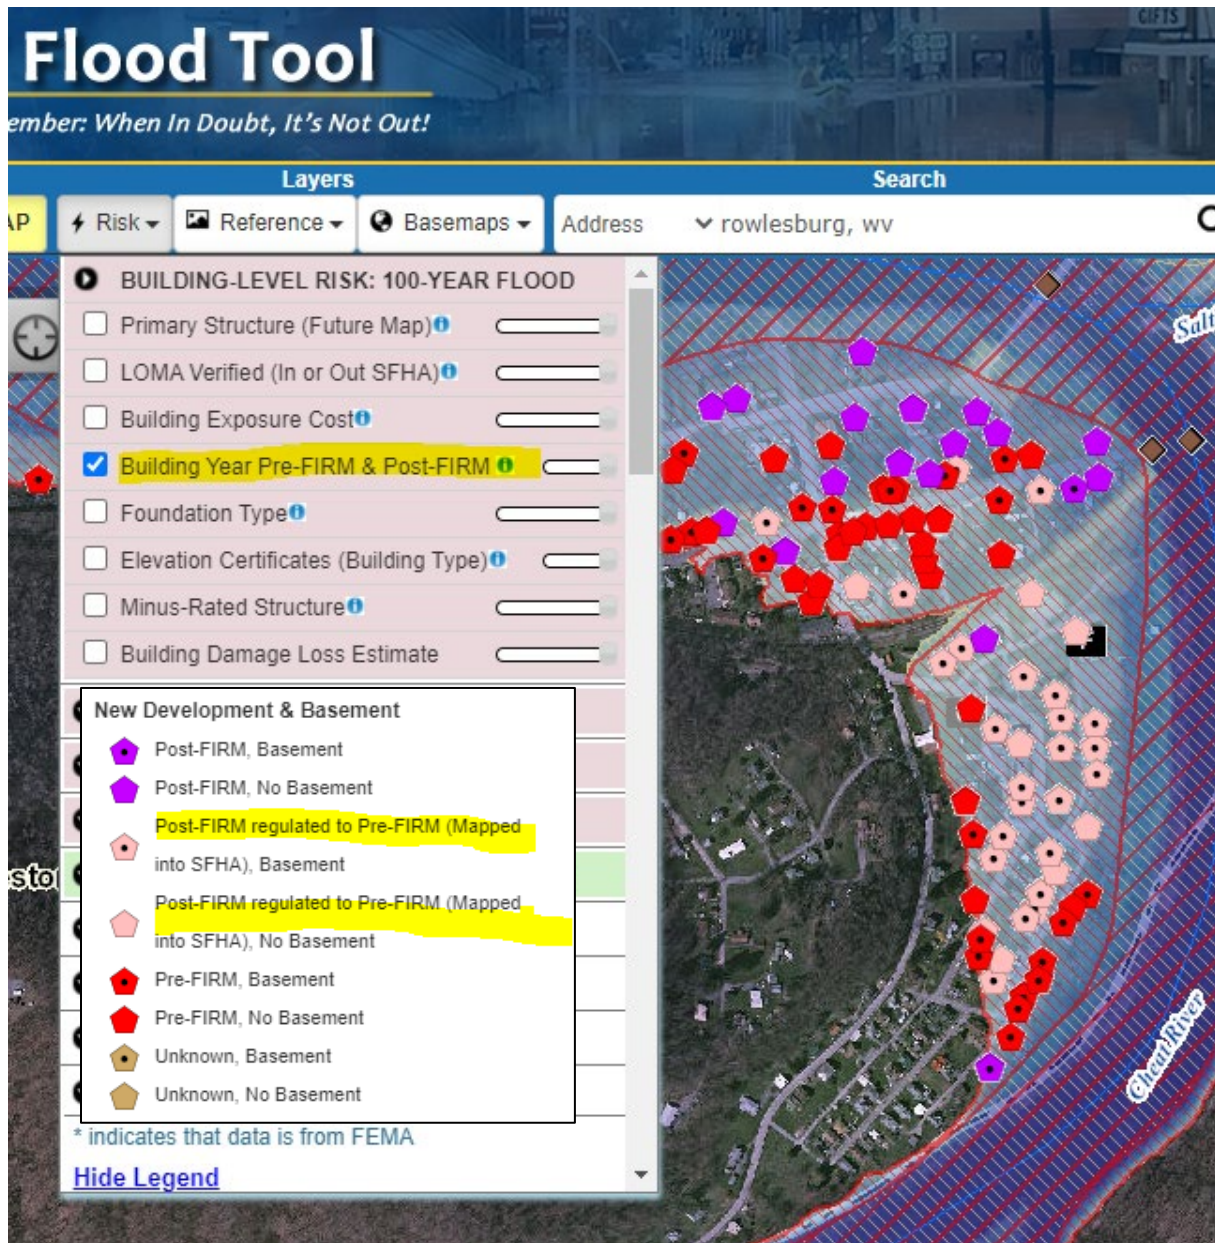 GIFTS
Flood Tool
ember: When In Doubt, It's Not Out!
Layers
Search
AP
Risk
Reference
Basemaps
Address
rowlesburg, wv
BUILDING-LEVEL RISK: 100-YEAR FLOOD
Primary Structure (Future Map)
LOMA Verified (In or Out SFHA)
Building Exposure Cost
Building Year Pre-FIRM & Post-FIRM
Foundation Type
Elevation Certificates (Building Type)
Minus-Rated Structure
Building Damage Loss Estimate
New Development & Basement
Post-FIRM, Basement
Post-FIRM, No Basement
Post-FIRM regulated to Pre-FIRM (Mapped
into SFHA), Basement
Post-FIRM regulated to Pre-FIRM (Mapped
into SFHA), No Basement
Pre-FIRM, Basement
Pre-FIRM, No Basement
Unknown, Basement
Unknown, No Basement
* indicates that data is from FEMA
Hide Legend
Salt
Cheat River